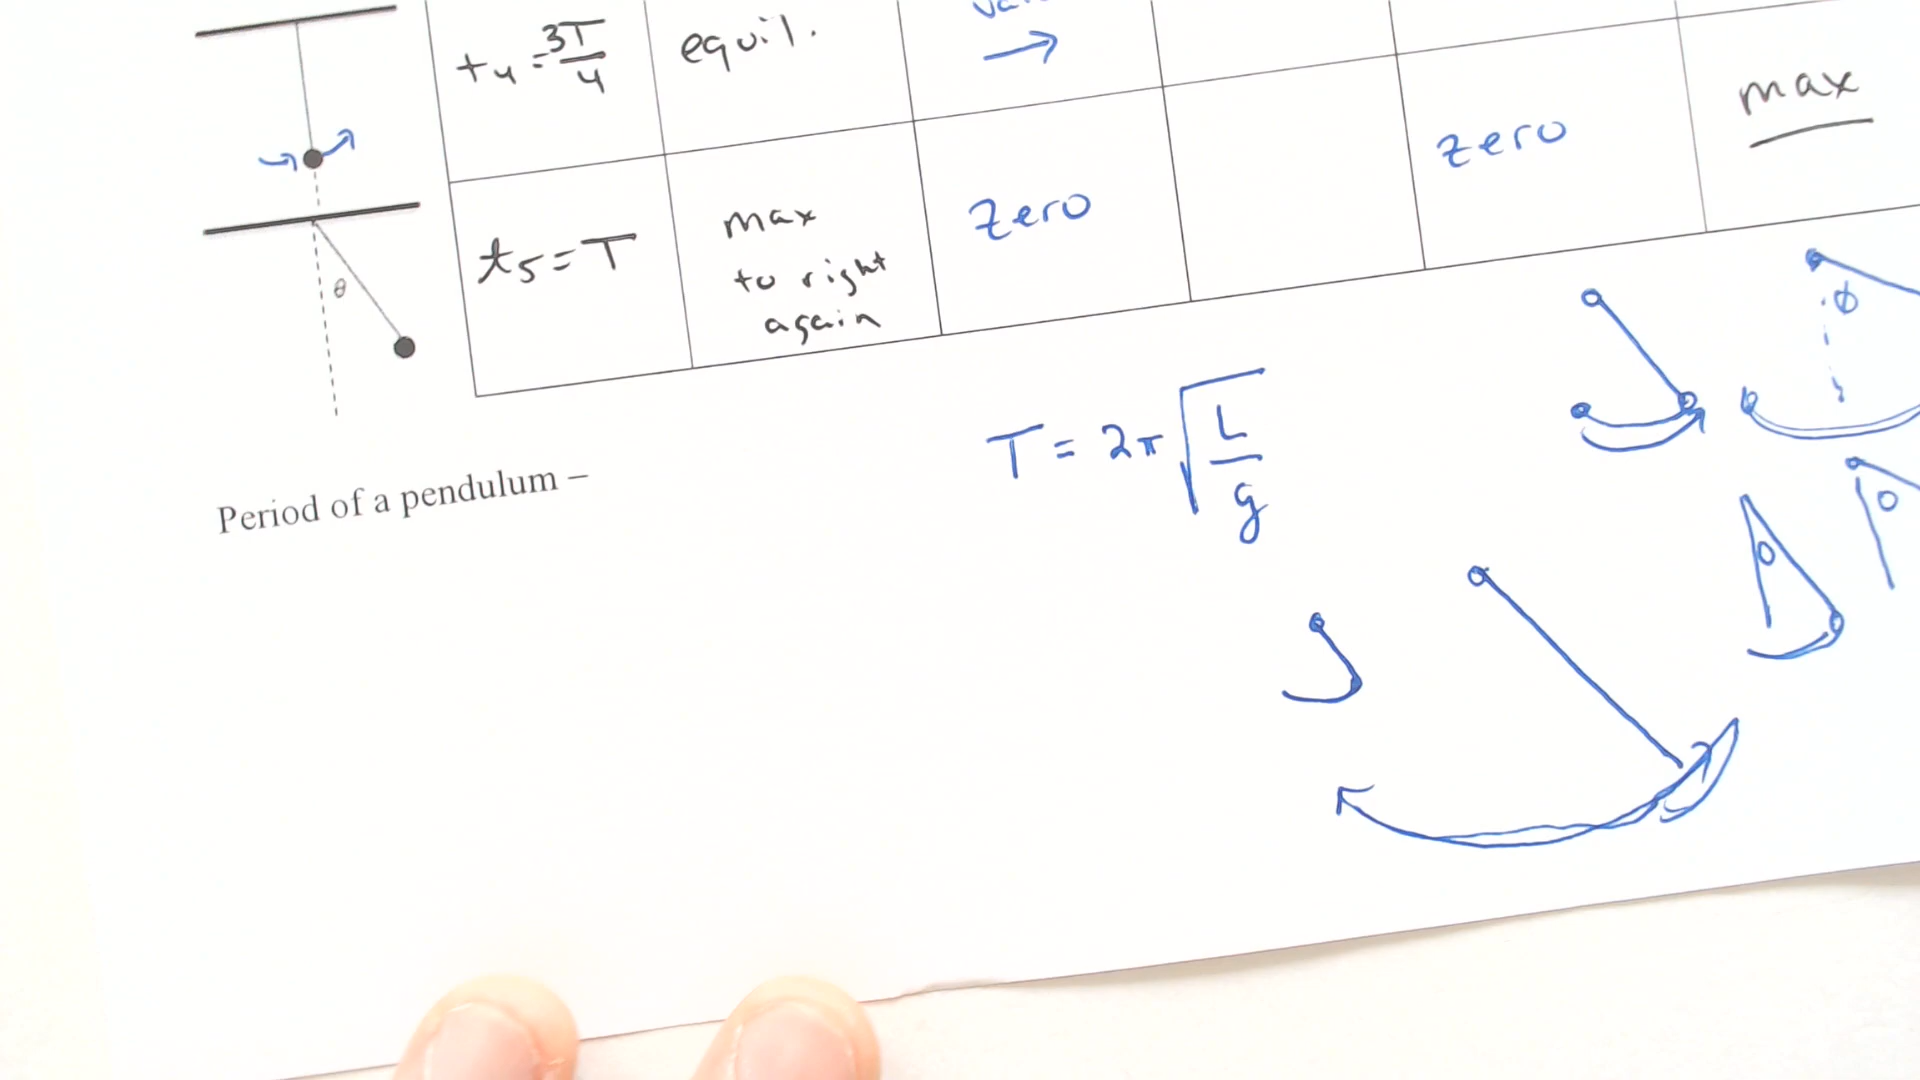 t₄ = 3T/4
equil.
→
max
θ
t₅ = T
max
to right
again
zero
zero
ϕ
T = 2π √(L/g)
Period of a pendulum –
θ
θ